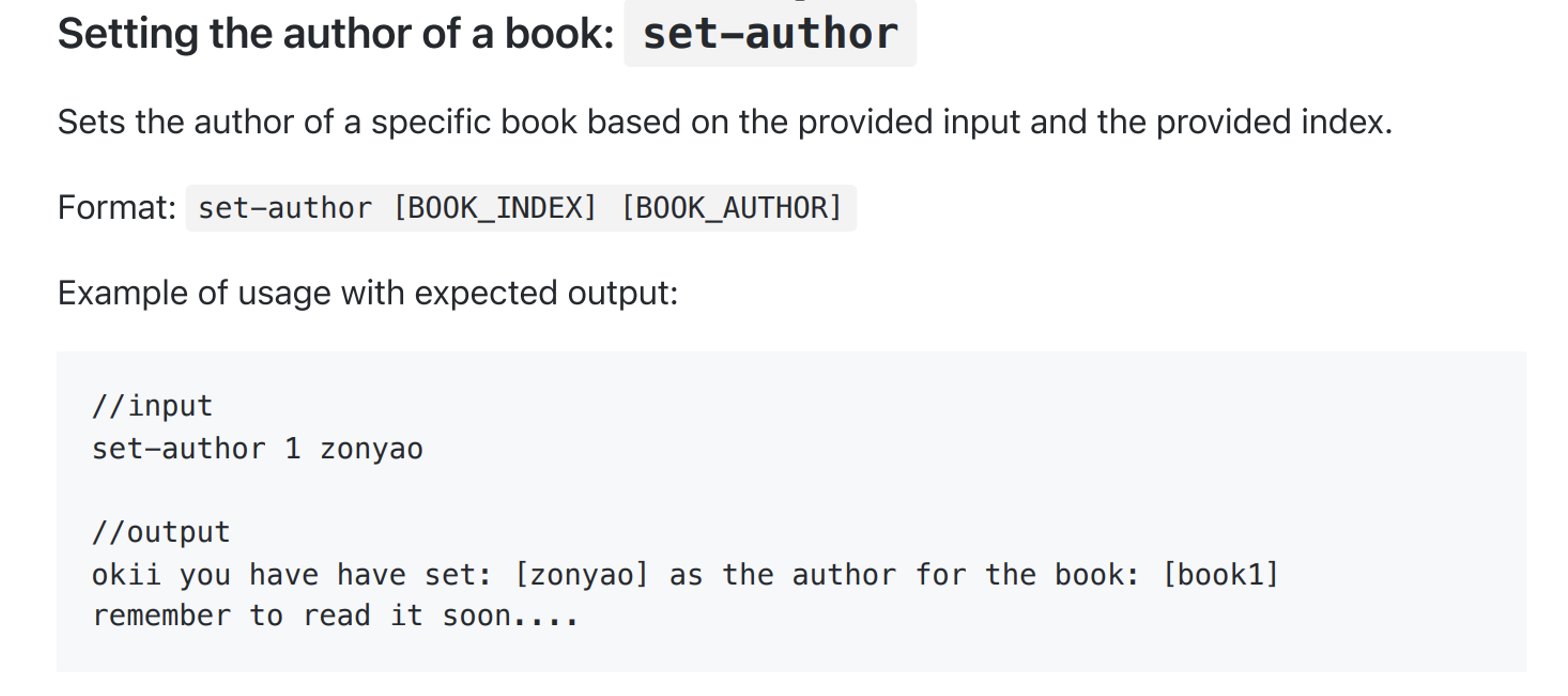 Setting the author of a book: set-author
Sets the author of a specific book based on the provided input and the provided index.
Format: set-author [BOOK_INDEX] [BOOK_AUTHOR]
Example of usage with expected output:
//input
set-author 1 zonyao
//output
okii you have have set: [zonyao] as the author for the book: [book1]
remember to read it soon....